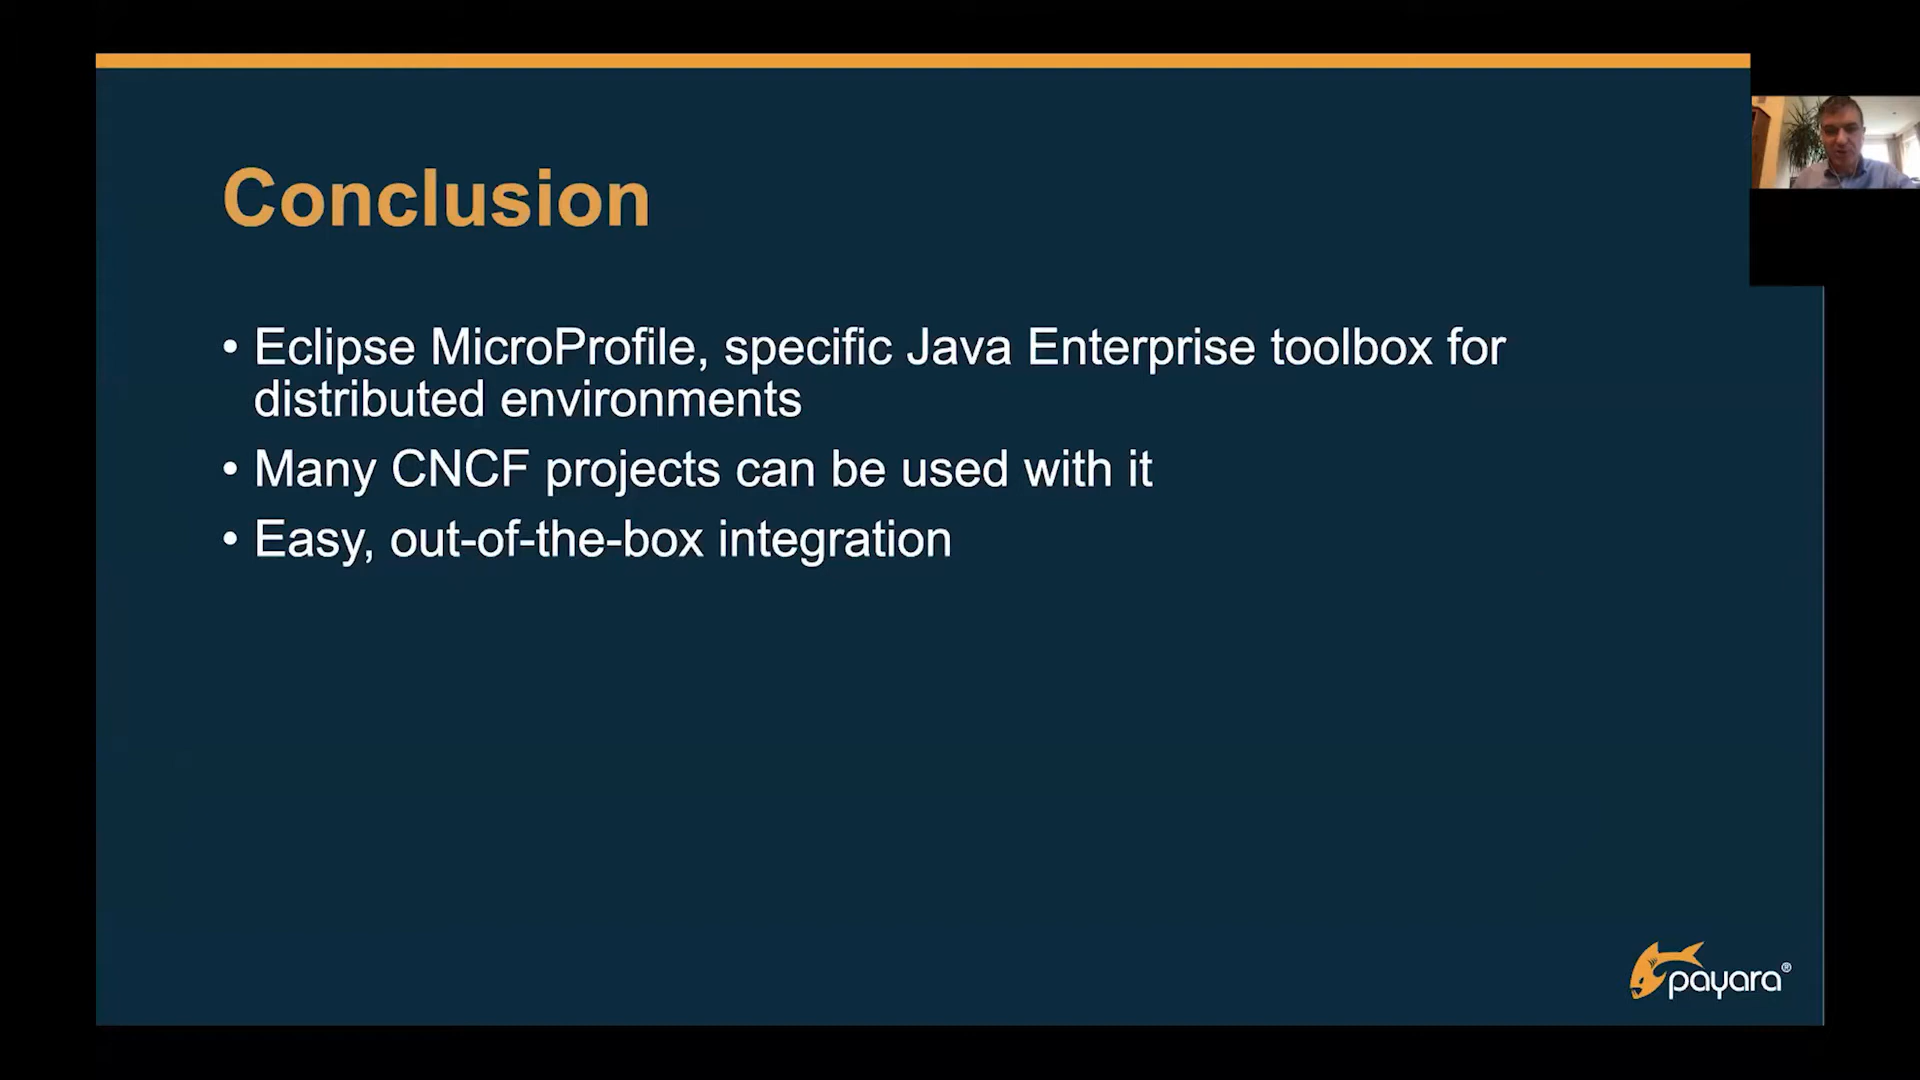 Conclusion
• Eclipse MicroProfile, specific Java Enterprise toolbox for
distributed environments
• Many CNCF projects can be used with it
• Easy, out-of-the-box integration
payara®